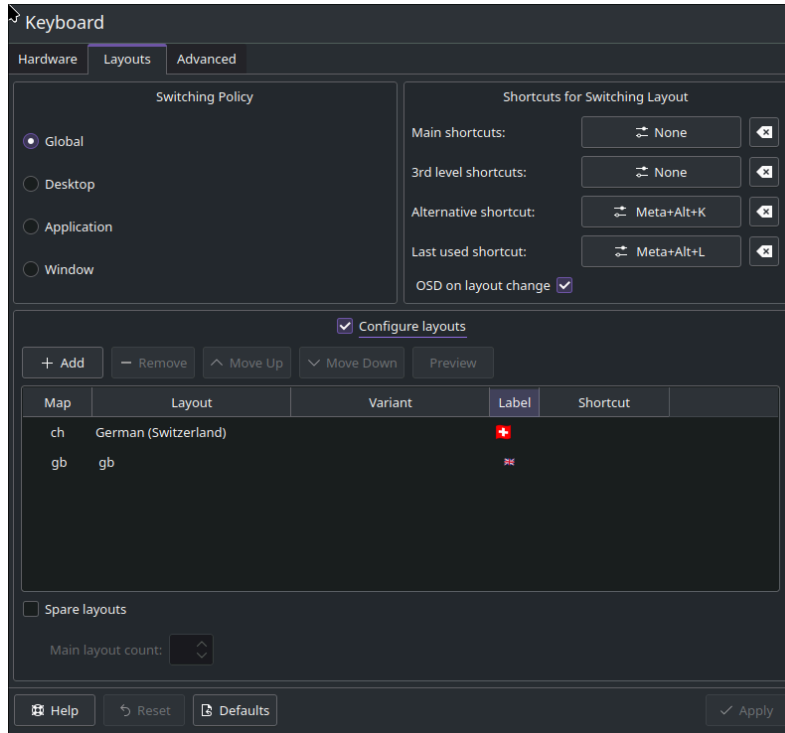 Keyboard
Hardware Layouts Advanced
Switching Policy
Global
Desktop
Application
Window
Shortcuts for Switching Layout
Main shortcuts: None
3rd level shortcuts: None
Alternative shortcut: Meta+Alt+K
Last used shortcut: Meta+Alt+L
OSD on layout change
Configure layouts
Add Remove Move Up Move Down Preview
Map Layout Variant Label Shortcut
ch German (Switzerland)
gb gb
Spare layouts
Main layout count:
Help Reset Defaults Apply